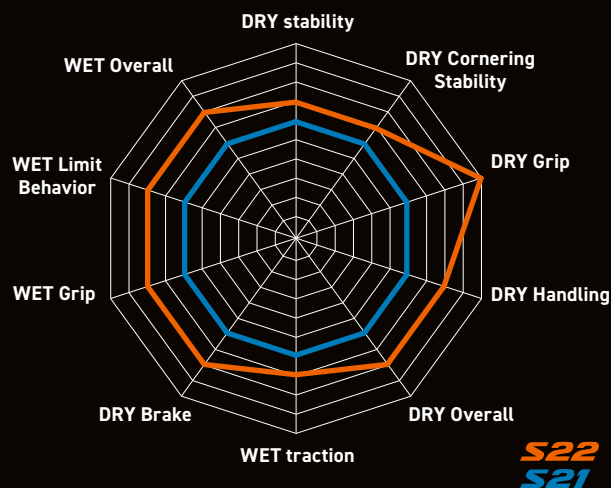 DRY stability
WET Overall
DRY Cornering
Stability
WET Limit
Behavior
DRY Grip
WET Grip
DRY Handling
DRY Brake
DRY Overall
WET traction
S22
S21